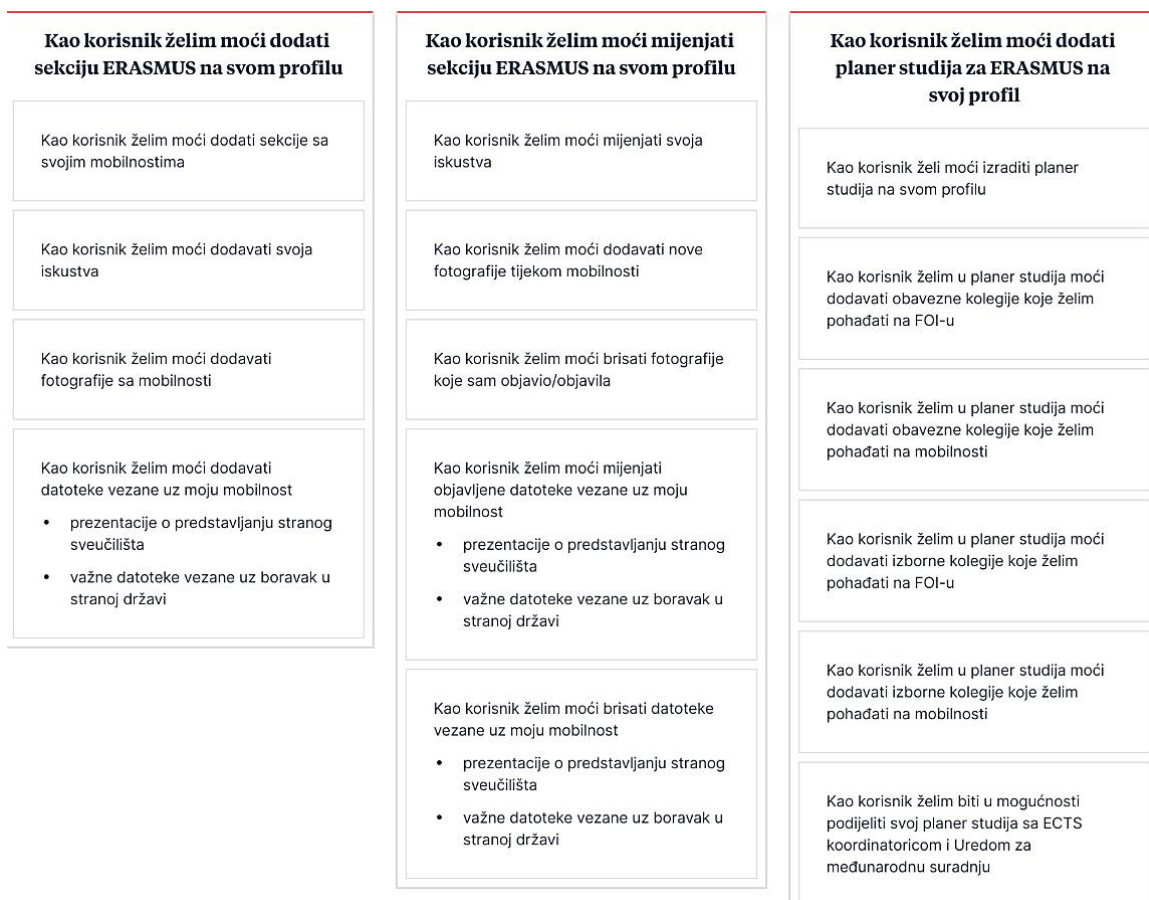 Kao korisnik želim moći dodati
sekciju ERASMUS na svom profilu
Kao korisnik želim moći dodati sekcije sa
svojim mobilnostima
Kao korisnik želim moći dodavati svoja
iskustva
Kao korisnik želim moći dodavati
fotografije sa mobilnosti
Kao korisnik želim moći dodavati
datoteke vezane uz moju mobilnost
• prezentacije o predstavljanju stranog
sveučilišta
• važne datoteke vezane uz boravak u
stranoj državi
Kao korisnik želim moći mijenjati
sekciju ERASMUS na svom profilu
Kao korisnik želim moći mijenjati svoja
iskustva
Kao korisnik želim moći dodavati nove
fotografije tijekom mobilnosti
Kao korisnik želim moći brisati fotografije
koje sam objavio/objavila
Kao korisnik želim moći mijenjati
objavljene datoteke vezane uz moju
mobilnost
• prezentacije o predstavljanju stranog
sveučilišta
• važne datoteke vezane uz boravak u
stranoj državi
Kao korisnik želim moći brisati datoteke
vezane uz moju mobilnost
• prezentacije o predstavljanju stranog
sveučilišta
• važne datoteke vezane uz boravak u
stranoj državi
Kao korisnik želim moći dodati
planer studija za ERASMUS na
svoj profil
Kao korisnik želi moći izraditi planer
studija na svom profilu
Kao korisnik želim u planer studija moći
dodavati obavezne kolegije koje želim
pohađati na FOI-u
Kao korisnik želim u planer studija moći
dodavati obavezne kolegije koje želim
pohađati na mobilnosti
Kao korisnik želim u planer studija moći
dodavati izborne kolegije koje želim
pohađati na FOI-u
Kao korisnik želim u planer studija moći
dodavati izborne kolegije koje želim
pohađati na mobilnosti
Kao korisnik želim biti u mogućnosti
podijeliti svoj planer studija sa ECTS
koordinatoricom i Uredom za
međunarodnu suradnju